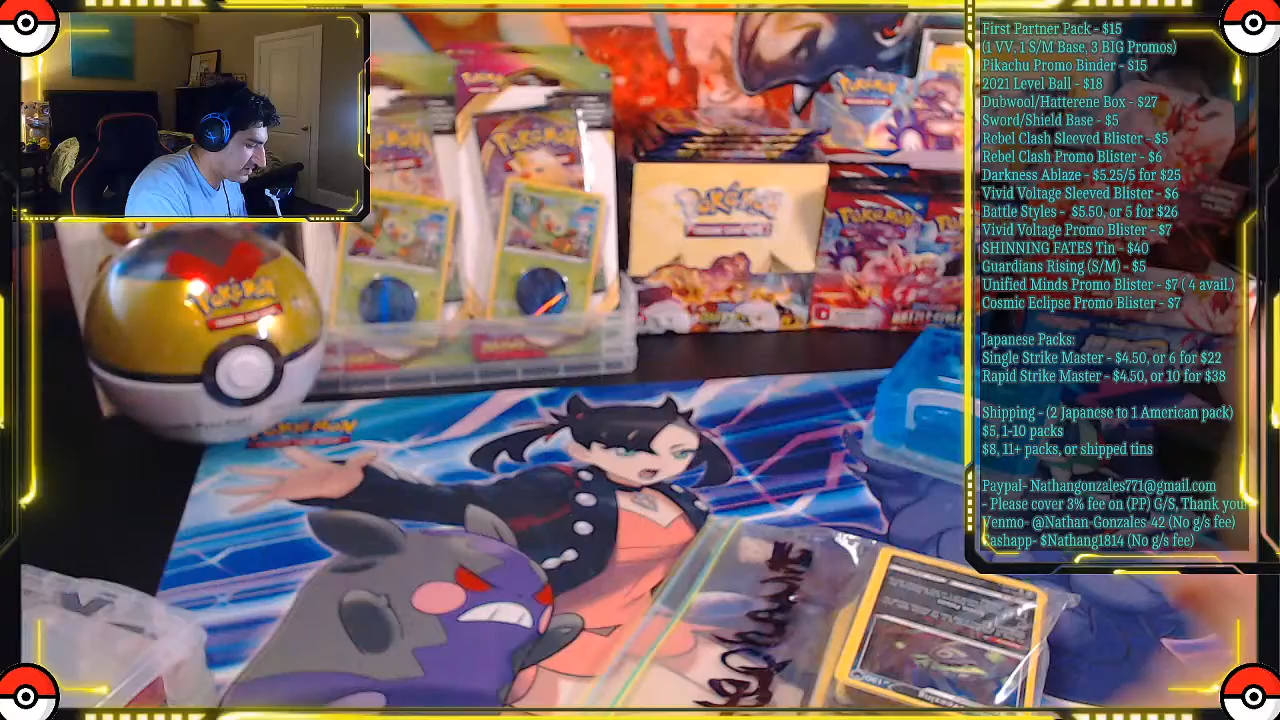 First Partner Pack - $15
(1 VV, 1 S/M Base, 3 BIG Promos)
Pikachu Promo Binder - $15
2021 Level Ball - $18
Dubwool/Hatterene Box - $27
Sword/Shield Base - $5
Rebel Clash Sleeved Blister - $5
Rebel Clash Promo Blister - $6
Darkness Ablaze - $5.25/5 for $25
Vivid Voltage Sleeved Blister - $6
Battle Styles - $5.50, or 5 for $26
Vivid Voltage Promo Blister - $7
SHINNING FATES Tin - $40
Guardians Rising (S/M) - $5
Unified Minds Promo Blister - $7 ( 4 avail.)
Cosmic Eclipse Promo Blister - $7
Japanese Packs:
Single Strike Master - $4.50, or 6 for $22
Rapid Strike Master - $4.50, or 10 for $38
Shipping - (2 Japanese to 1 American pack)
$5, 1-10 packs
$8, 11+ packs, or shipped tins
Paypal- Nathangonzales771@gmail.com
- Please cover 3% fee on (PP) G/S, Thank you
Venmo- @Nathan-Gonzales-42 (No g/s fee)
Cashapp- $Nathang1814 (No g/s fee)
Pokémon
Pokémon
Pokémon
Pokémon
Pokémon
Pokémon
POKÉMON